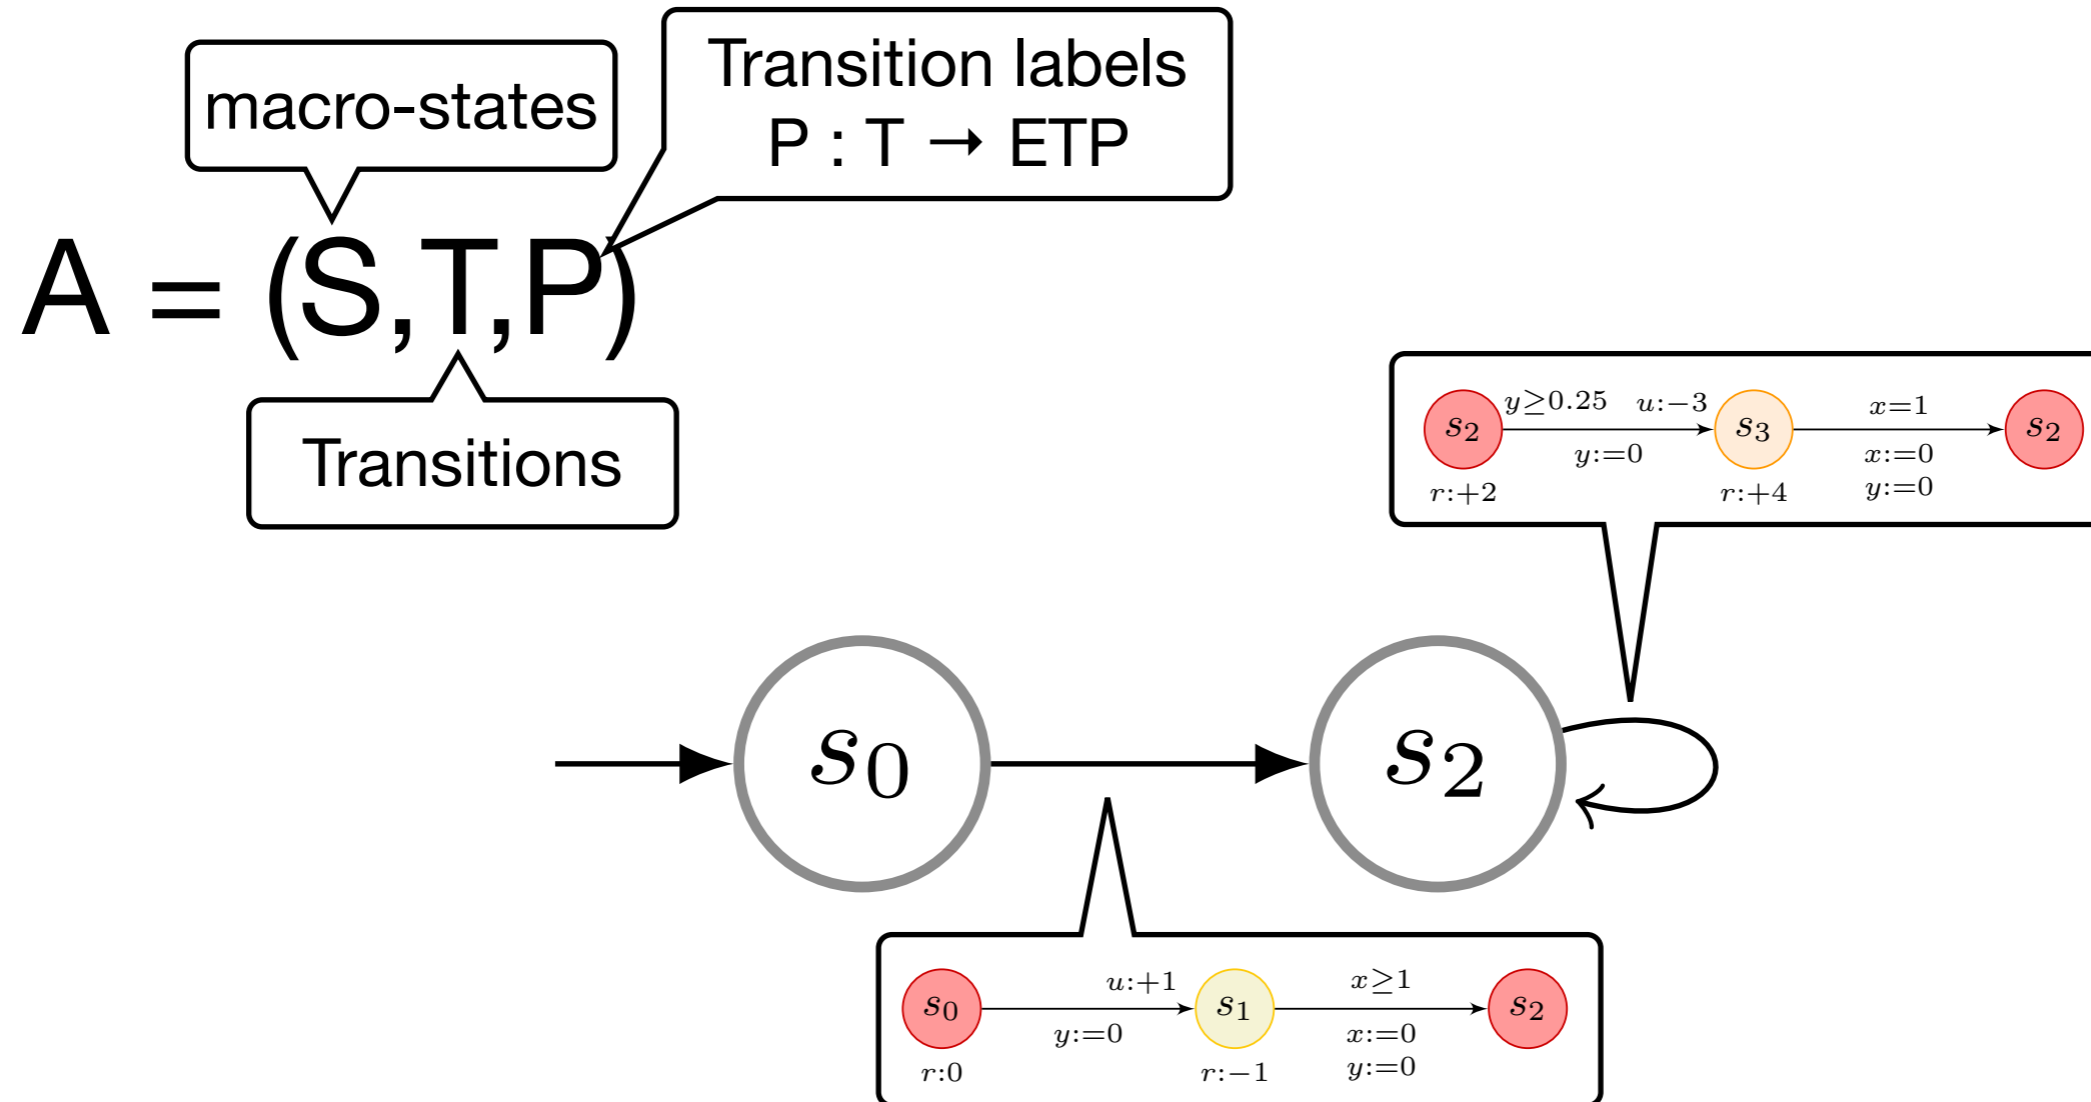 macro-states
Transition labels
P : T → ETP
A = (S,T,P)
Transitions
s2 y≥0.25 u:−3 s3 x=1 s2
y:=0 x:=0
r:+2 r:+4 y:=0
s0 s2
u:+1 x≥1
s0 s1 s2
y:=0 x:=0
r:0 r:−1 y:=0